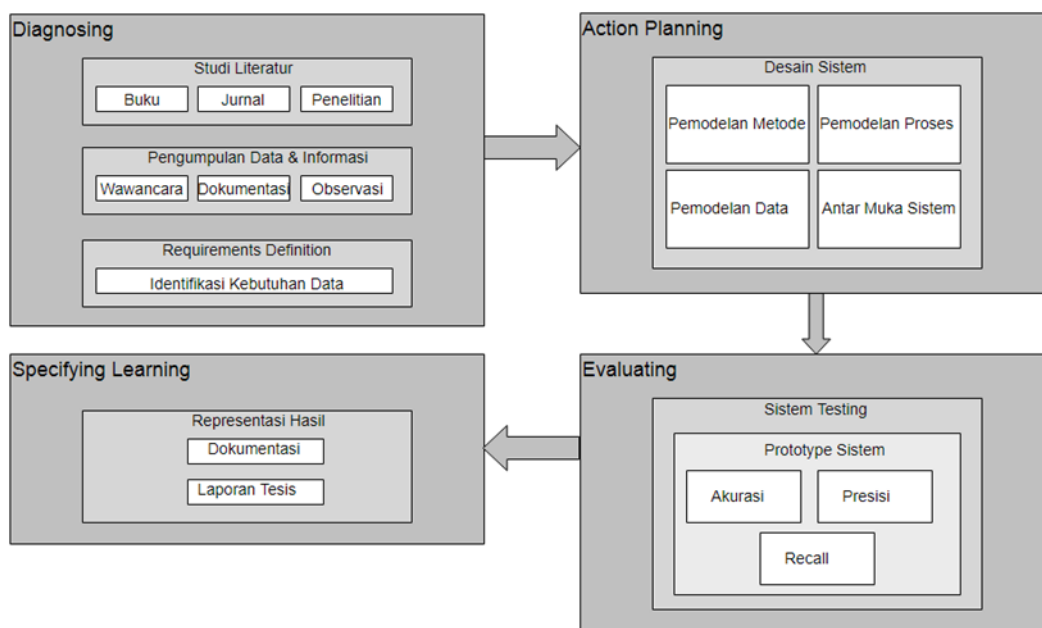 Diagnosing
Studi Literatur
Buku
Jurnal
Penelitian
Pengumpulan Data & Informasi
Wawancara
Dokumentasi
Observasi
Requirements Definition
Identifikasi Kebutuhan Data
Action Planning
Desain Sistem
Pemodelan Metode
Pemodelan Proses
Pemodelan Data
Antar Muka Sistem
Evaluating
Sistem Testing
Prototype Sistem
Akurasi
Presisi
Recall
Specifying Learning
Representasi Hasil
Dokumentasi
Laporan Tesis